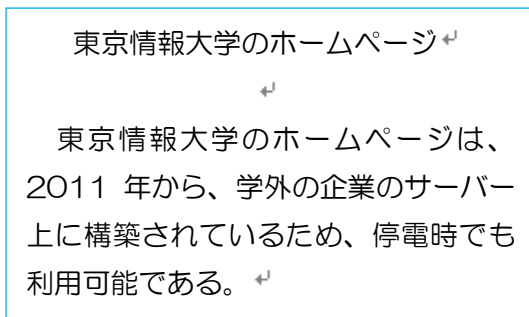 東京情報大学のホームページ↵
↵
東京情報大学のホームページは、
2011 年から、学外の企業のサーバー
上に構築されているため、停電時でも
利用可能である。↵